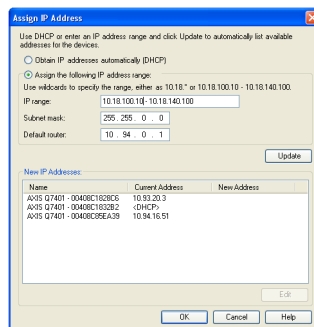 Assign IP Address
Use DHCP or enter an IP address range and click Update to automatically list available
addresses for the devices.
Obtain IP addresses automatically (DHCP)
Assign the following IP address range:
Use wildcards to specify the range, either as 10.18.* or 10.18.100.10 - 10.18.140.100.
IP range: 10.18.100.10 - 10.18.140.100
Subnet mask: 255 . 255 . 0 . 0
Default router: 10 . 94 . 0 . 1
Update
New IP Addresses:
Name Current Address New Address
AXIS Q7401 - 00408C1828C6 10.93.20.3
AXIS Q7401 - 00408C1832B2 <DHCP>
AXIS Q7401 - 00408C85EA39 10.94.16.51
Edit
OK Cancel Help